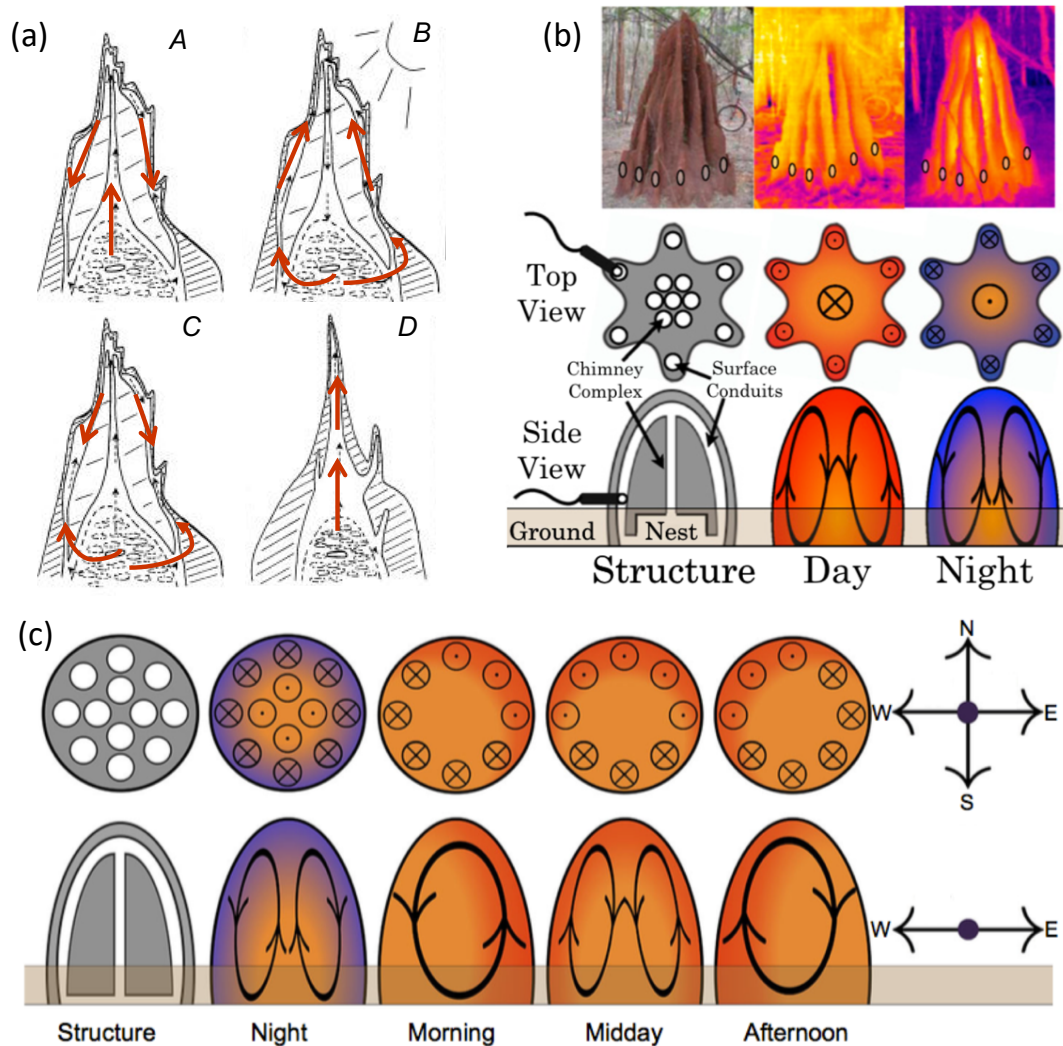 (a)
A
B
C
D
(b)
Top
View
Chimney
Complex
Surface
Conduits
Side
View
Ground
Nest
Structure
Day
Night
(c)
N
W
E
S
W
E
Structure
Night
Morning
Midday
Afternoon